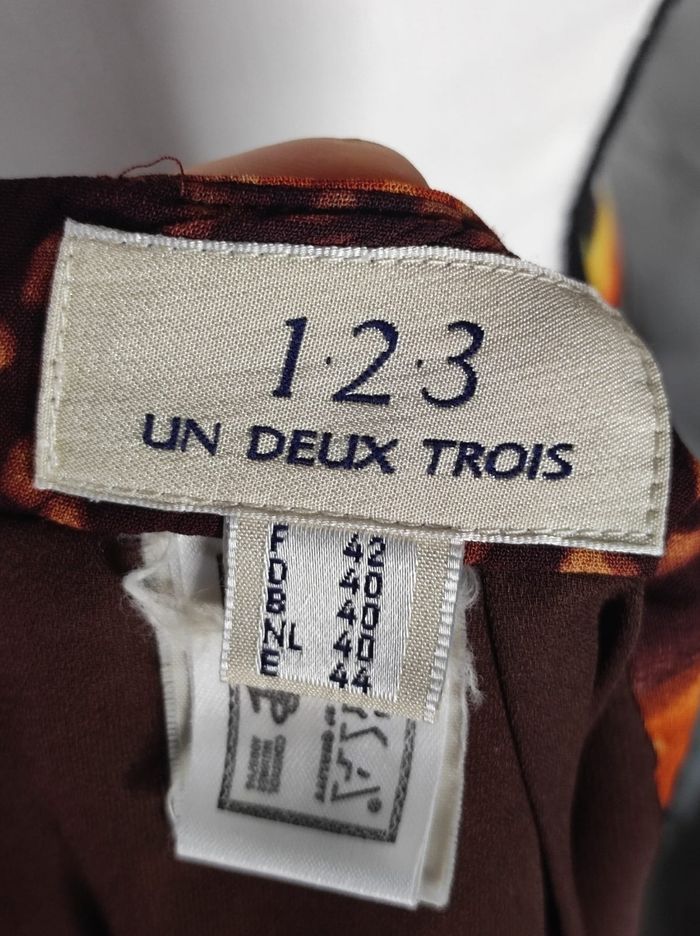 1·2·3
UN DEUX TROIS
F 42
D 40
B 40
NL 40
E 44